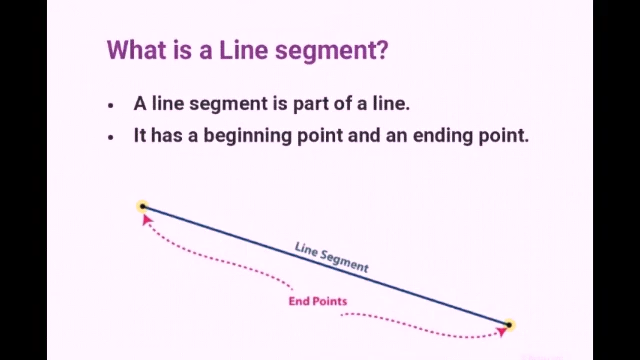 What is a Line segment?
• A line segment is part of a line.
• It has a beginning point and an ending point.
Line Segment
End Points